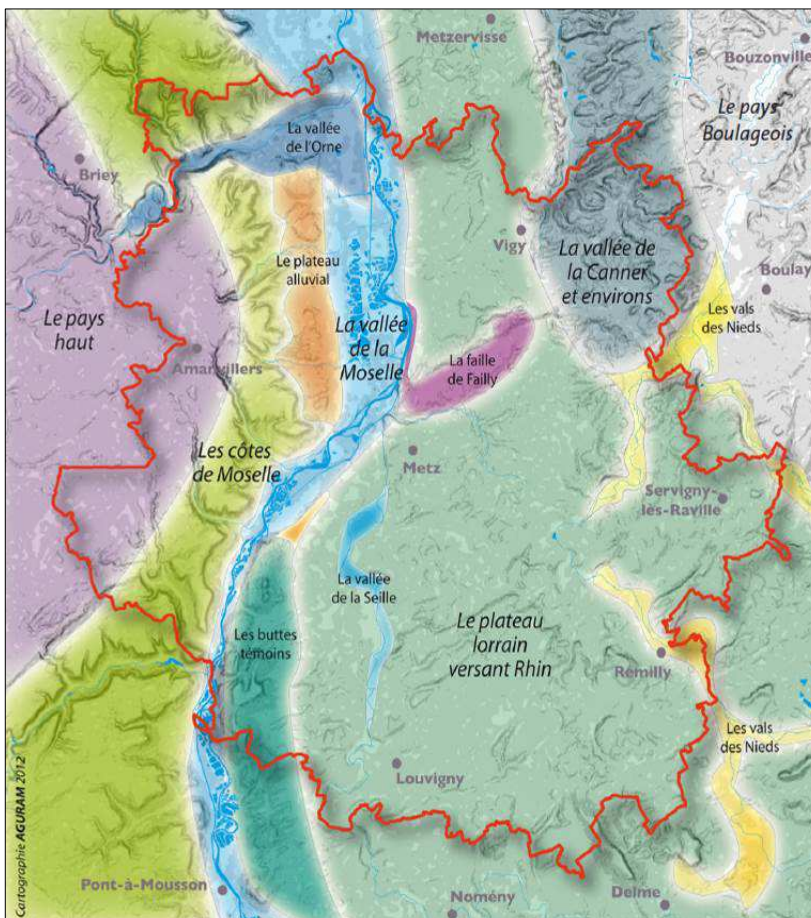 Metzervisse
Bouzonville
Le pays
Boulageois
La vallée
de l'Orne
Briey
Vigy
La vallée de
la Canner
et environs
Le plateau
alluvial
Boulay
Le pays
haut
Les vals
des Nieds
La vallée
de la
Moselle
Amanvillers
La faille
de Failly
Les côtes
de Moselle
Metz
Servigny-
lès-Raville
La vallée
de la Seille
Les buttes
témoins
Le plateau
lorrain
versant Rhin
Rémilly
Les vals
des Nieds
Louvigny
Cartographie AGURAM 2012
Pont-à-Mousson
Nomény
Delme